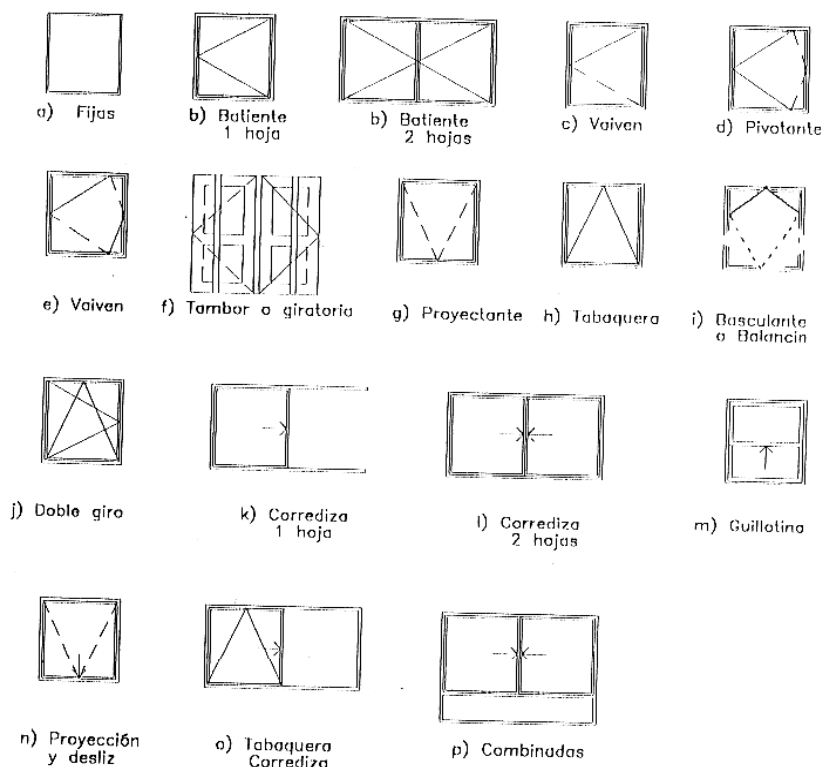 a) Fijas
b) Batiente
1 hoja
b) Batiente
2 hojas
c) Vaiven
d) Pivotante
e) Vaiven
f) Tambor o giratoria
g) Proyectante
h) Tabaquera
i) Basculante
o Balancin
j) Doble giro
k) Corrediza
1 hoja
l) Corrediza
2 hojas
m) Guillotina
n) Proyección
y desliz
o) Tabaquera
Corrediza
p) Combinadas